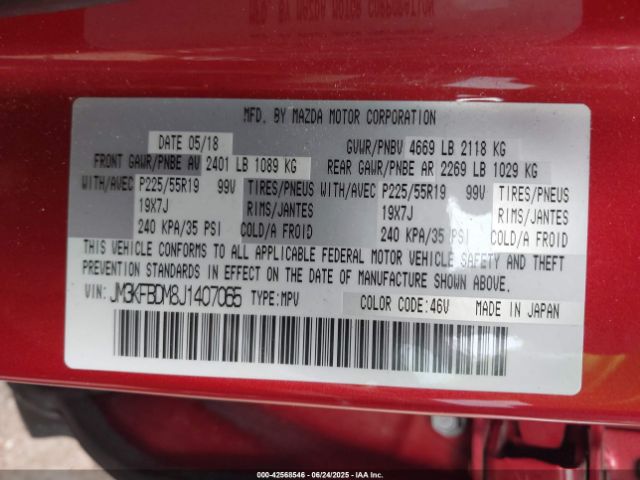 MFD. BY MAZDA MOTOR CORPORATION
DATE 05/18 GVWR/PNBV 4669 LB 2118 KG
FRONT GAWR/PNBE AV 2401 LB 1089 KG REAR GAWR/PNBE AR 2269 LB 1029 KG
WITH/AVEC P225/55R19 99V TIRES/PNEUS WITH/AVEC P225/55R19 99V TIRES/PNEUS
19X7J RIMS/JANTES 19X7J RIMS/JANTES
240 KPA/35 PSI COLD/A FROID 240 KPA/35 PSI COLD/A FROID
THIS VEHICLE CONFORMS TO ALL APPLICABLE FEDERAL MOTOR VEHICLE SAFETY AND THEFT
PREVENTION STANDARDS IN EFFECT ON THE DATE OF MANUFACTURE SHOWN ABOVE.
VIN: JM3KFBDM8J1407065 TYPE:MPV COLOR CODE:46V MADE IN JAPAN
000-42568546 - 06/24/2025 - IAA, Inc.